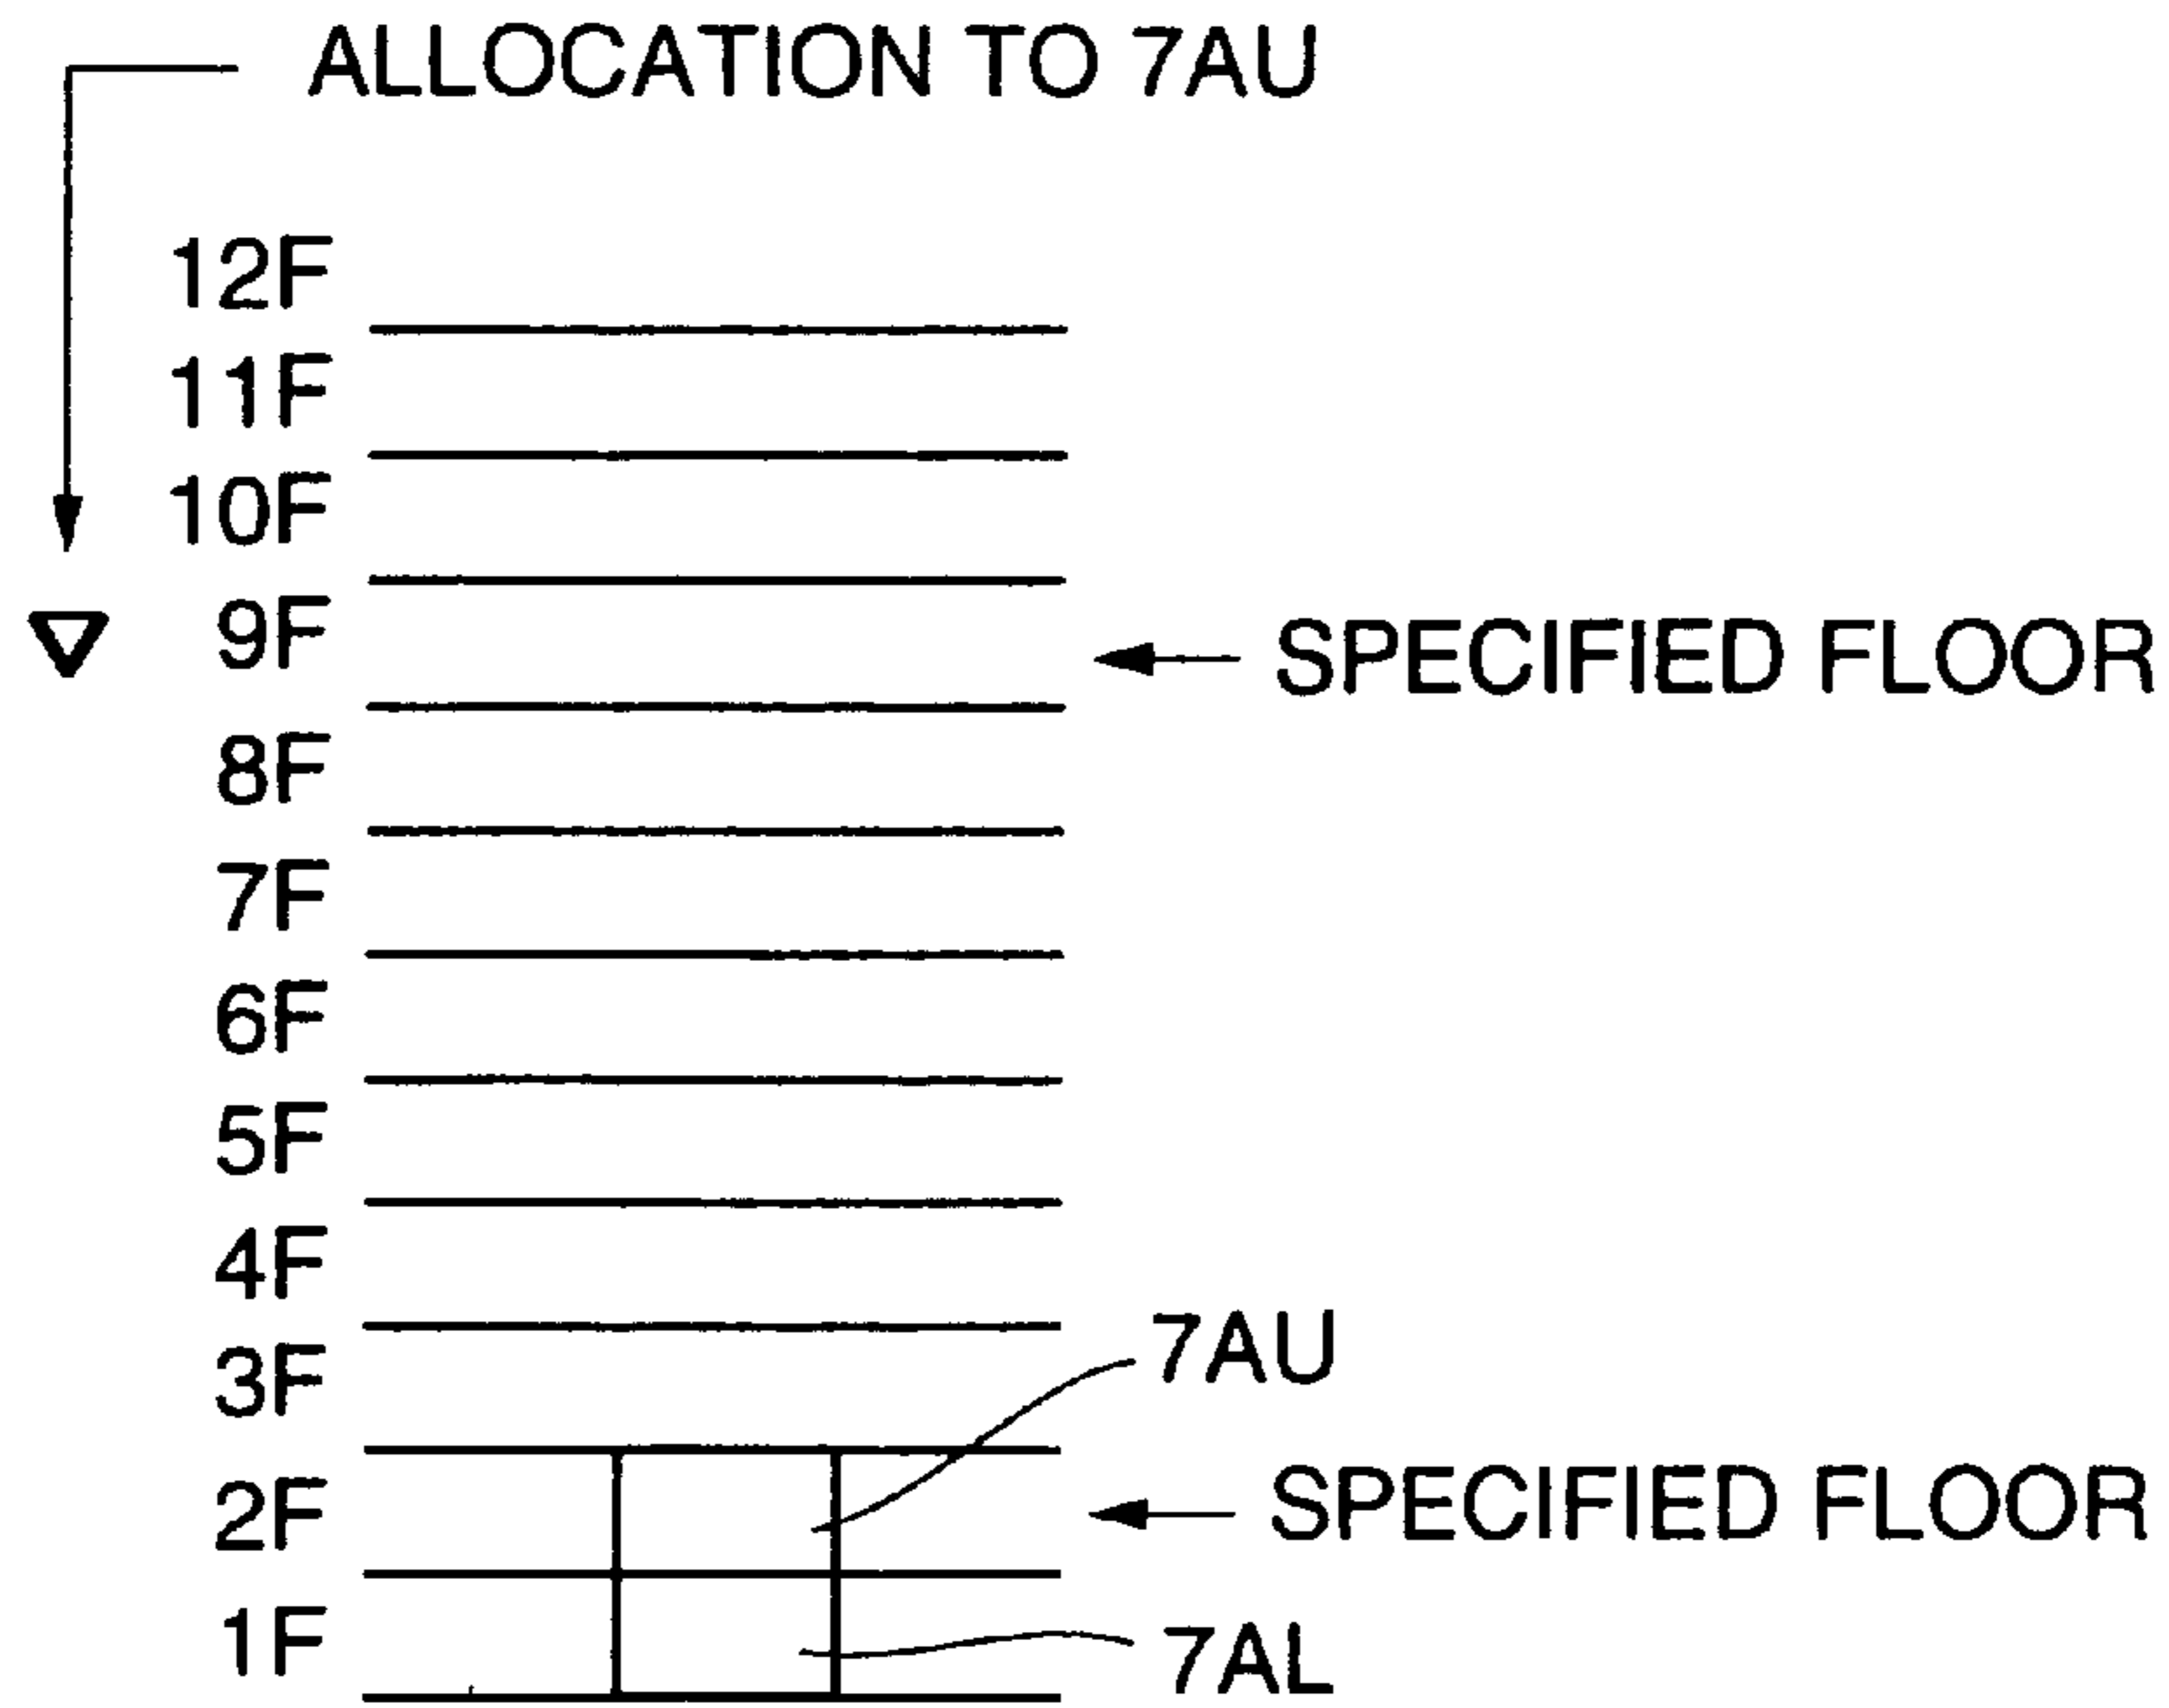 ALLOCATION TO 7AU
12F
11F
10F
9F
SPECIFIED FLOOR
8F
7F
6F
5F
4F
7AU
3F
2F
SPECIFIED FLOOR
1F
7AL